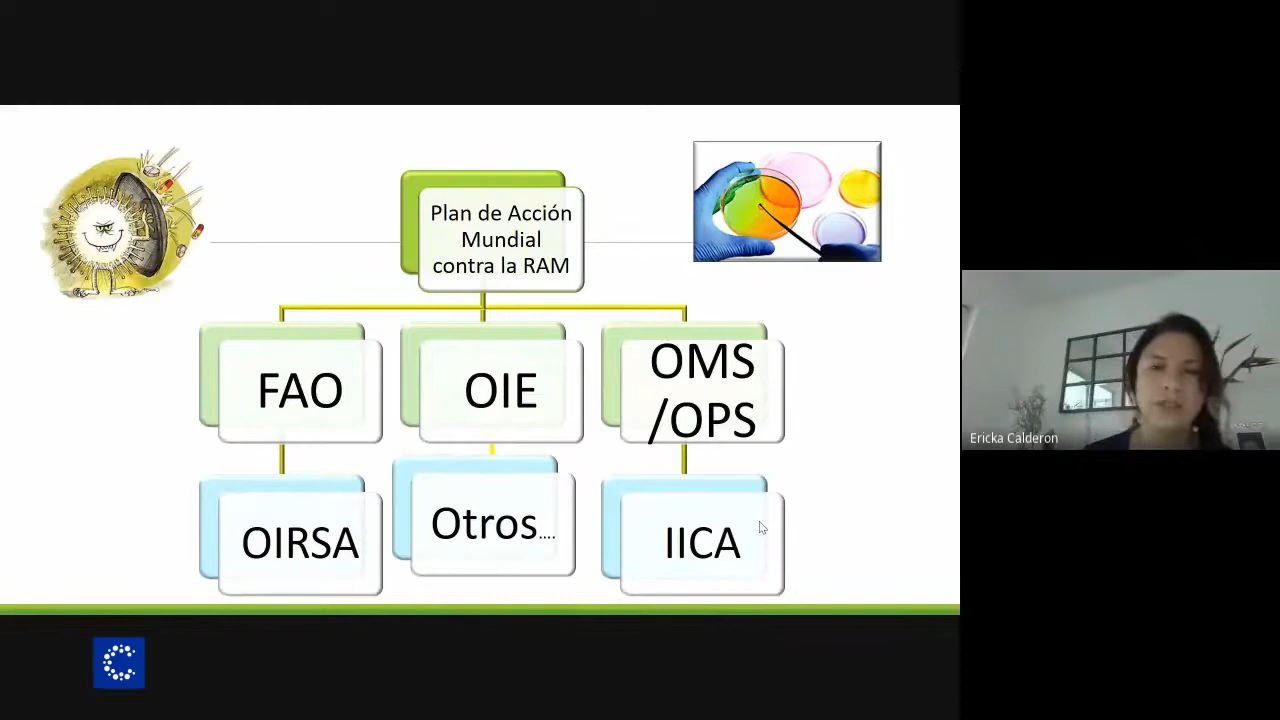 Plan de Acción
Mundial
contra la RAM
FAO
OIE
OMS
/OPS
OIRSA
Otros....
IICA
Ericka Calderon